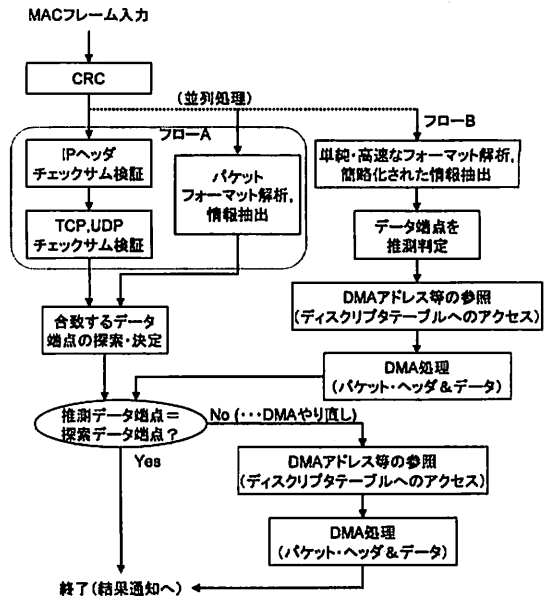 MACフレーム入力
CRC
(並列処理)
フローA
フローB
IPヘッダ
チェックサム検証
TCP,UDP
チェックサム検証
パケット
フォーマット解析,
情報抽出
単純・高速なフォーマット解析,
簡略化された情報抽出
データ端点を
推測判定
DMAアドレス等の参照
(ディスクリプタテーブルへのアクセス)
合致するデータ
端点の探索・決定
DMA処理
(パケット・ヘッダ&データ)
推測データ端点=
探索データ端点?
No (・・・DMAやり直し)
Yes
DMAアドレス等の参照
(ディスクリプタテーブルへのアクセス)
DMA処理
(パケット・ヘッダ&データ)
終了(結果通知へ)